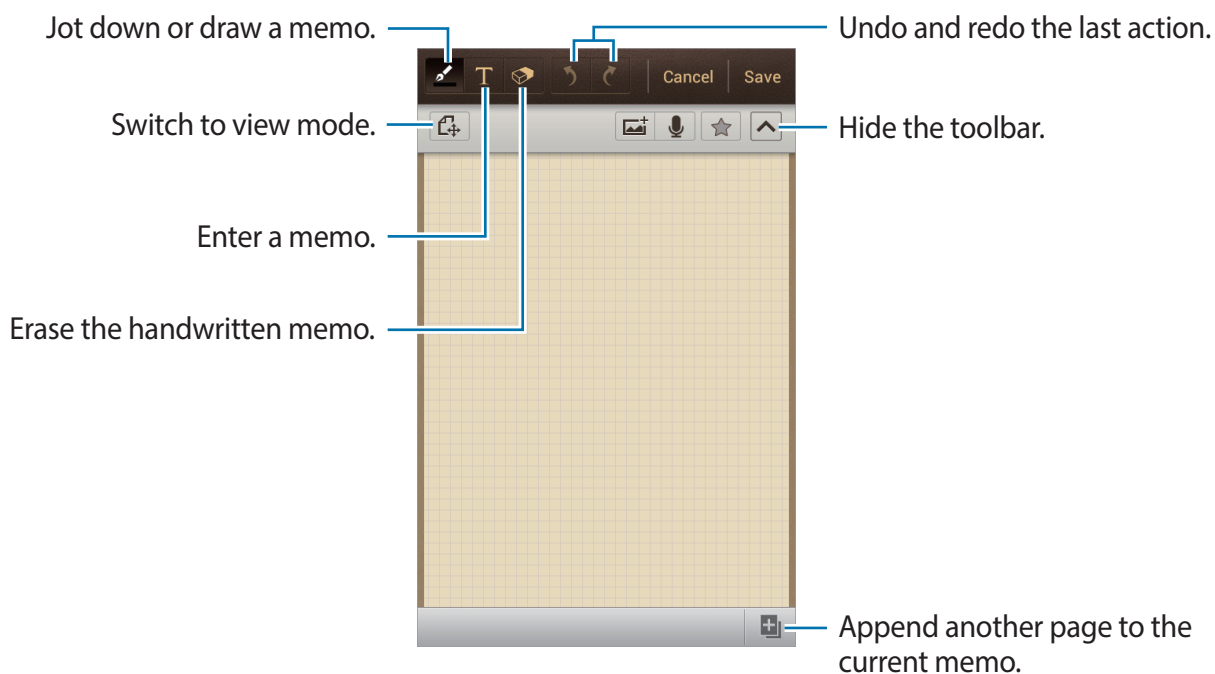 Jot down or draw a memo.
Undo and redo the last action.
T
Cancel
Save
Switch to view mode.
Hide the toolbar.
Enter a memo.
Erase the handwritten memo.
Append another page to the
current memo.